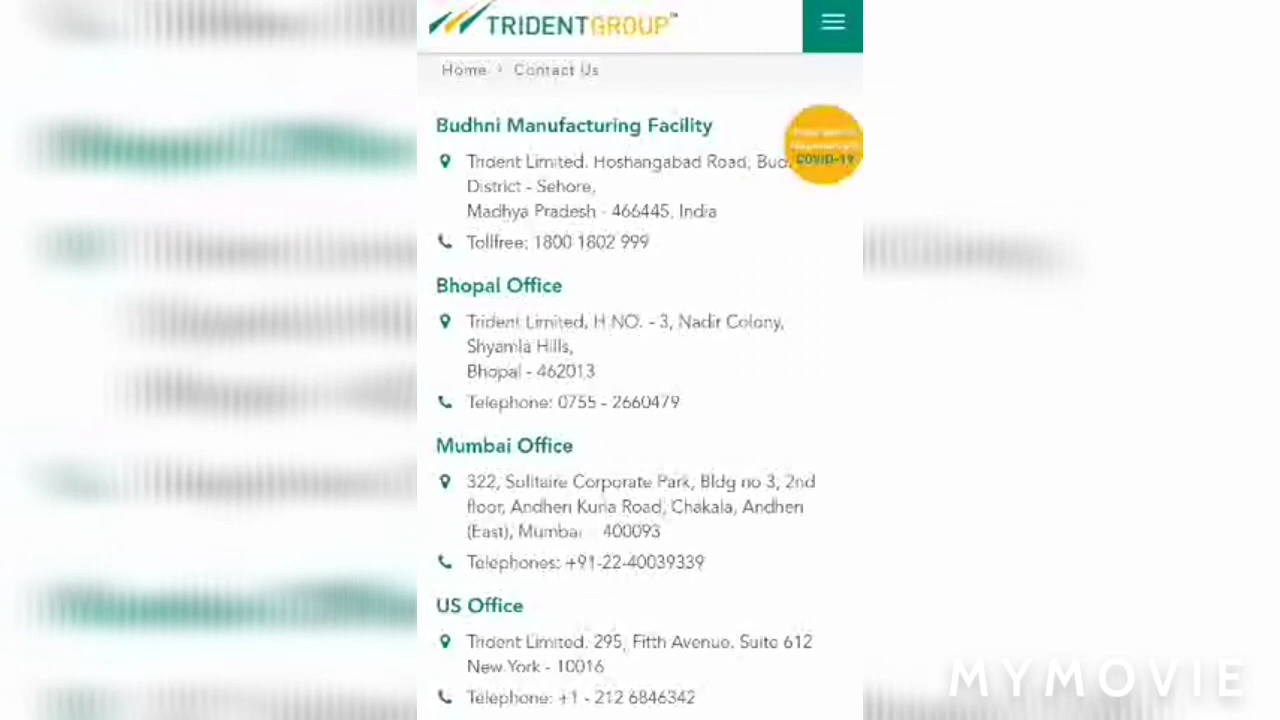 TRIDENTGROUP™
Home › Contact Us
Budhni Manufacturing Facility
Trident Limited. Hoshangabad Road,
COVID-19
District - Sehore,
Madhya Pradesh - 466445, India
Tollfree: 1800 1802 999
Bhopal Office
Trident Limited, H.NO. - 3, Nadir Colony,
Shyamla Hills,
Bhopal - 462013
Telephone: 0755 - 2660479
Mumbai Office
322, Solitaire Corporate Park, Bldg no 3, 2nd
floor, Andheri Kurla Road, Chakala, Andheri
(East), Mumbai - 400093
Telephones: +91-22-40039339
US Office
Trident Limited. 295, Fifth Avenue. Suite 612
New York - 10016
Telephone: +1 - 212 6846342
MYMOVIE